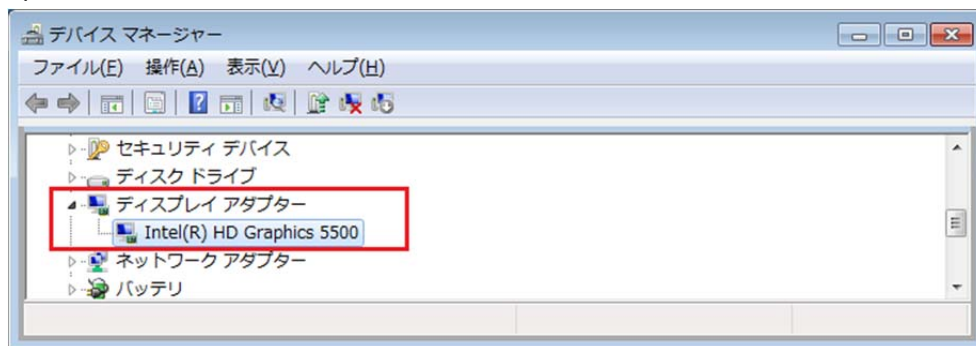 デバイス マネージャー
ファイル(F) 操作(A) 表示(V) ヘルプ(H)
セキュリティ デバイス
ディスク ドライブ
ディスプレイ アダプター
Intel(R) HD Graphics 5500
ネットワーク アダプター
バッテリ